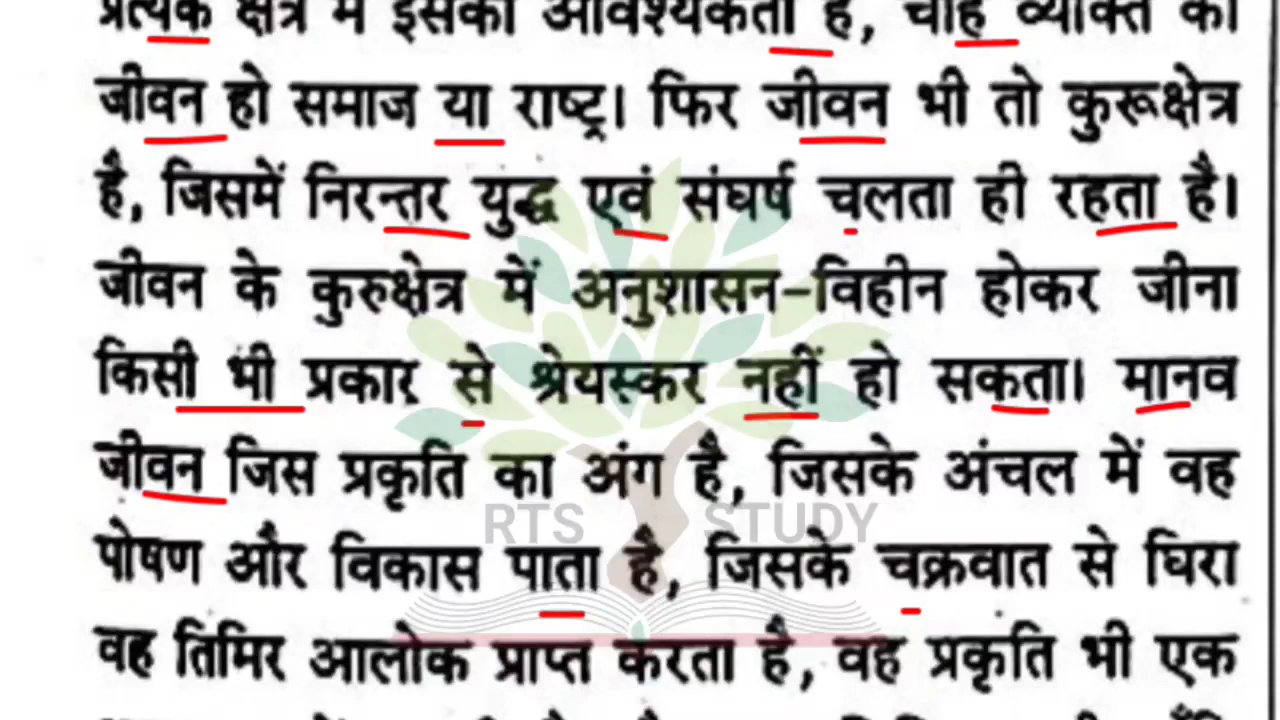 प्रत्येक क्षेत्र में इसकी आवश्यकता है, चाहे व्यक्ति का
जीवन हो समाज या राष्ट्र। फिर जीवन भी तो कुरूक्षेत्र
है, जिसमें निरन्तर युद्ध एवं संघर्ष चलता ही रहता है।
जीवन के कुरुक्षेत्र में अनुशासन-विहीन होकर जीना
किसी भी प्रकार से श्रेयस्कर नहीं हो सकता। मानव
जीवन जिस प्रकृति का अंग है, जिसके अंचल में वह
पोषण और विकास पाता है, जिसके चक्रवात से घिरा
RTS STUDY
वह तिमिर आलोक प्राप्त करता है, वह प्रकृति भी एक